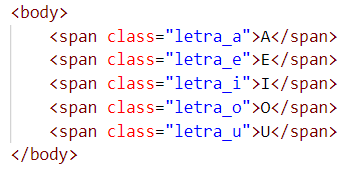 <body>
    <span class="letra_a">A</span>
    <span class="letra_e">E</span>
    <span class="letra_i">I</span>
    <span class="letra_o">O</span>
    <span class="letra_u">U</span>
</body>